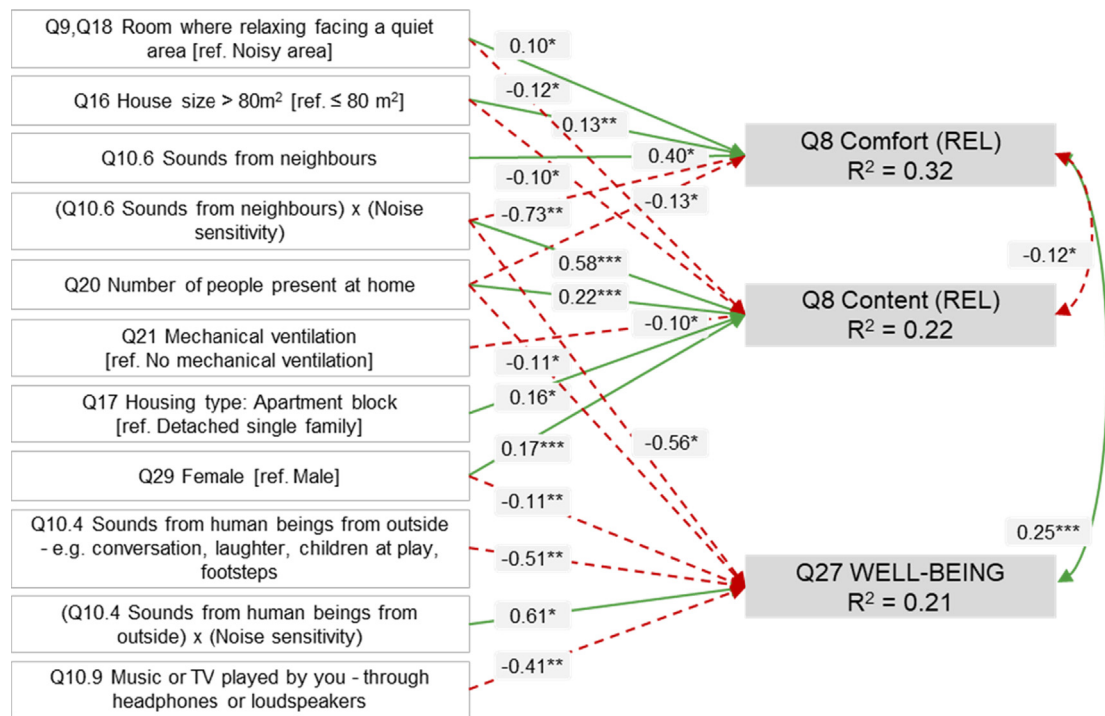 Q9,Q18 Room where relaxing facing a quiet
area [ref. Noisy area]
Q16 House size > 80m² [ref. ≤ 80 m²]
Q10.6 Sounds from neighbours
(Q10.6 Sounds from neighbours) x (Noise
sensitivity)
Q20 Number of people present at home
Q21 Mechanical ventilation
[ref. No mechanical ventilation]
Q17 Housing type: Apartment block
[ref. Detached single family]
Q29 Female [ref. Male]
Q10.4 Sounds from human beings from outside
- e.g. conversation, laughter, children at play,
footsteps
(Q10.4 Sounds from human beings from
outside) x (Noise sensitivity)
Q10.9 Music or TV played by you - through
headphones or loudspeakers
0.10*
-0.12*
0.13**
0.40*
-0.10*
-0.13*
-0.73**
0.58***
0.22***
-0.10*
-0.11*
0.16*
0.17***
-0.56*
-0.11**
-0.51**
0.61*
-0.41**
Q8 Comfort (REL)
R² = 0.32
-0.12*
Q8 Content (REL)
R² = 0.22
0.25***
Q27 WELL-BEING
R² = 0.21